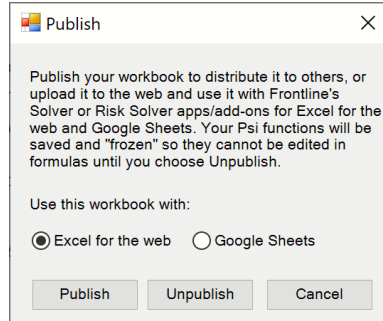 Publish
Publish your workbook to distribute it to others, or
upload it to the web and use it with Frontline's
Solver or Risk Solver apps/add-ons for Excel for the
web and Google Sheets. Your Psi functions will be
saved and "frozen" so they cannot be edited in
formulas until you choose Unpublish.
Use this workbook with:
Excel for the web Google Sheets
Publish Unpublish Cancel